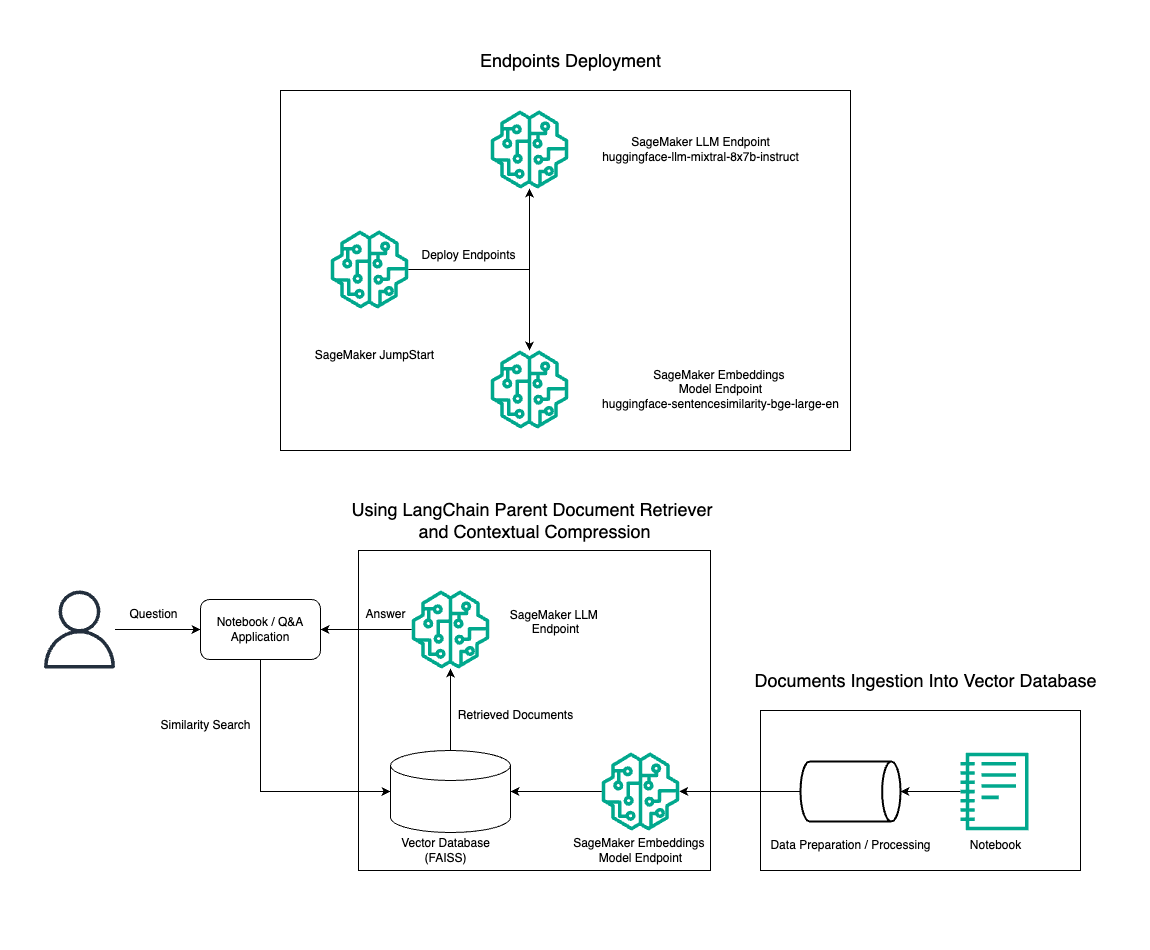 Endpoints Deployment
SageMaker LLM Endpoint
huggingface-llm-mixtral-8x7b-instruct
Deploy Endpoints
SageMaker JumpStart
SageMaker Embeddings
Model Endpoint
huggingface-sentencesimilarity-bge-large-en
Using LangChain Parent Document Retriever
and Contextual Compression
Question
Notebook / Q&A
Application
Answer
SageMaker LLM
Endpoint
Similarity Search
Retrieved Documents
Vector Database
(FAISS)
SageMaker Embeddings
Model Endpoint
Documents Ingestion Into Vector Database
Data Preparation / Processing
Notebook